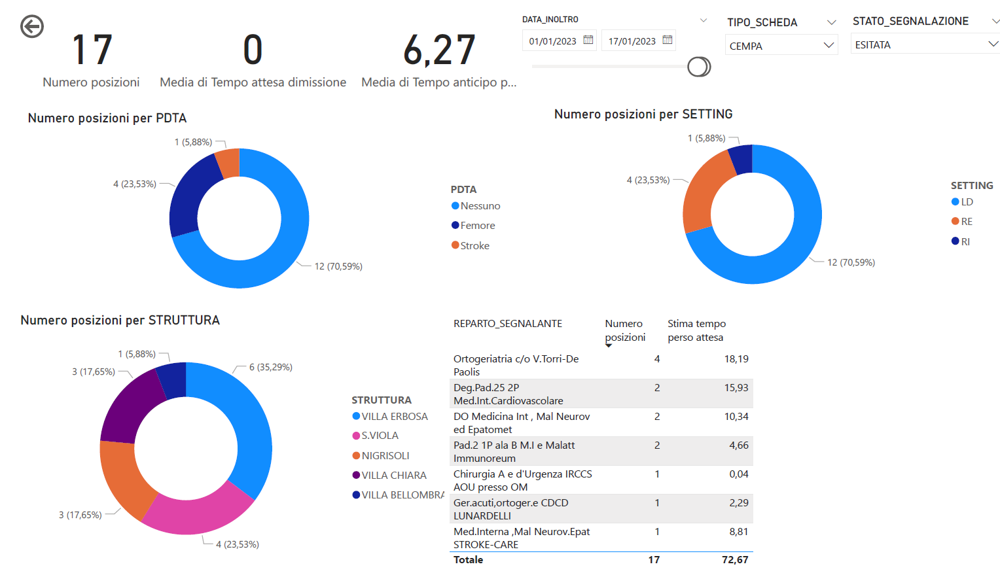 17
Numero posizioni
0
Media di Tempo attesa dimissione
6,27
Media di Tempo anticipo p...
DATA_INOLTRO
01/01/2023
17/01/2023
TIPO_SCHEDA
CEMPA
STATO_SEGNALAZIONE
ESITATA
Numero posizioni per PDTA
1 (5,88%)
4 (23,53%)
12 (70,59%)
PDTA
Nessuno
Femore
Stroke
Numero posizioni per SETTING
1 (5,88%)
4 (23,53%)
12 (70,59%)
SETTING
LD
RE
RI
Numero posizioni per STRUTTURA
1 (5,88%)
3 (17,65%)
6 (35,29%)
3 (17,65%)
4 (23,53%)
STRUTTURA
VILLA ERBOSA
S.VIOLA
NIGRISOLI
VILLA CHIARA
VILLA BELLOMBRA
REPARTO_SEGNALANTE
Numero
posizioni
Stima tempo
perso attesa
Ortogeriatria c/o V.Torri-De
Paolis
4
18,19
Deg.Pad.25 2P
Med.Int.Cardiovascolare
2
15,93
DO Medicina Int , Mal Neurov
ed Epatomet
2
10,34
Pad.2 1P ala B M.I e Malatt
Immunoreum
2
4,66
Chirurgia A e d'Urgenza IRCCS
AOU presso OM
1
0,04
Ger.acuti,ortoger.e CDCD
LUNARDELLI
1
2,29
Med.Interna ,Mal Neurov.Epat
STROKE-CARE
1
8,81
Totale
17
72,67